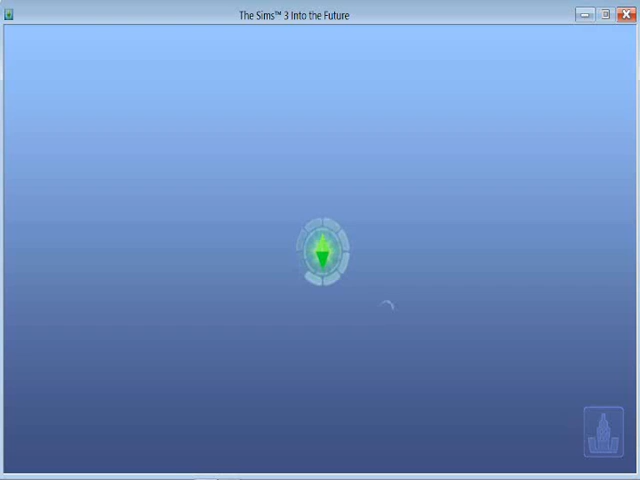 The Sims™ 3 Into the Future